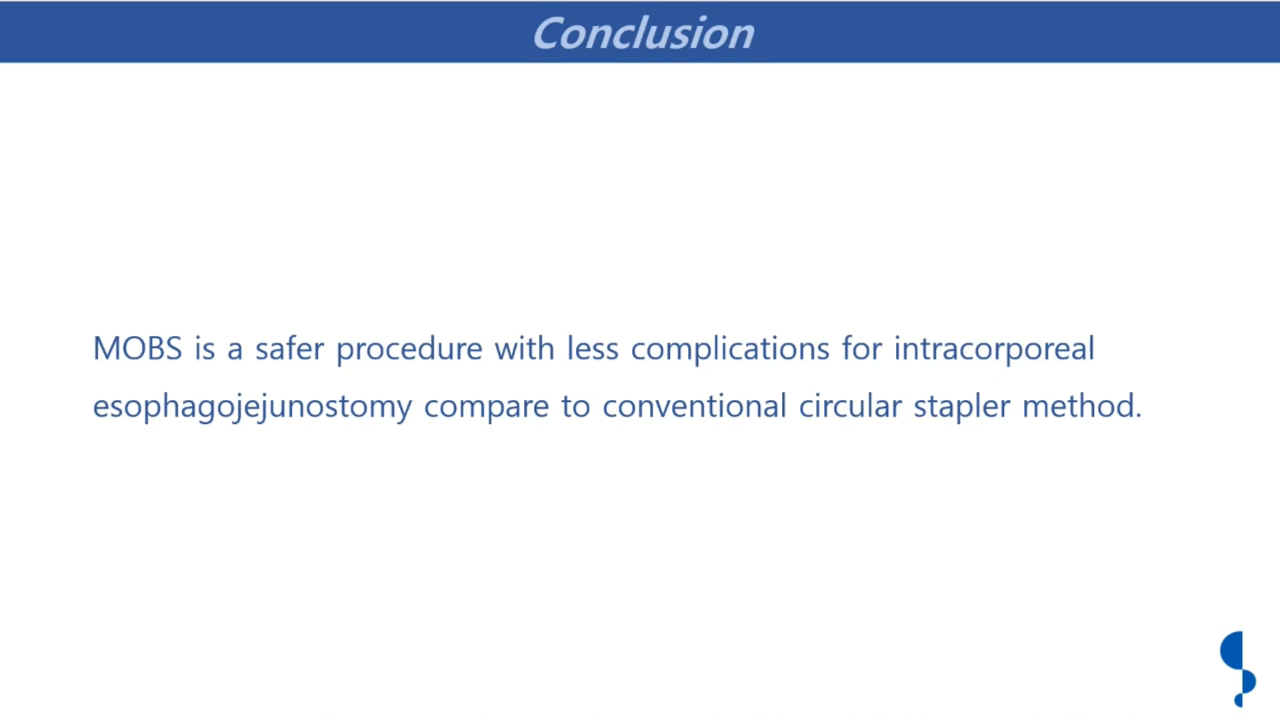 Conclusion
MOBS is a safer procedure with less complications for intracorporeal
esophagojejunostomy compare to conventional circular stapler method.